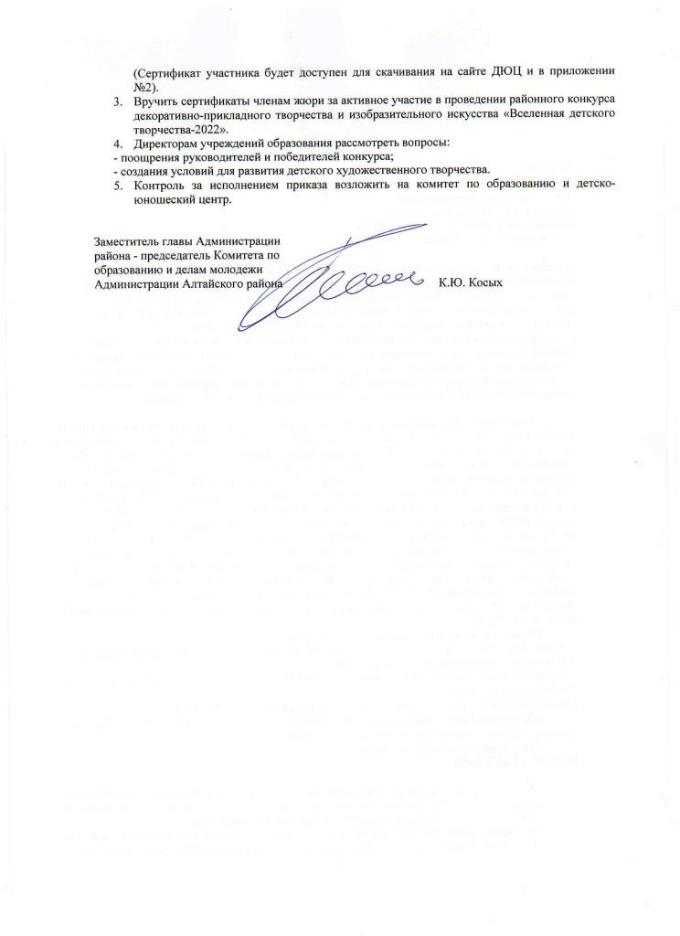 (Сертификат участника будет доступен для скачивания на сайте ДЮЦ и в приложении
№2).
3. Вручить сертификаты членам жюри за активное участие в проведении районного конкурса
декоративно-прикладного творчества и изобразительного искусства «Вселенная детского
творчества-2022».
4. Директорам учреждений образования рассмотреть вопросы:
- поощрения руководителей и победителей конкурса;
- создания условий для развития детского художественного творчества.
5. Контроль за исполнением приказа возложить на комитет по образованию и детско-
юношеский центр.
Заместитель главы Администрации
района - председатель Комитета по
образованию и делам молодежи
Администрации Алтайского района
К.Ю. Косых